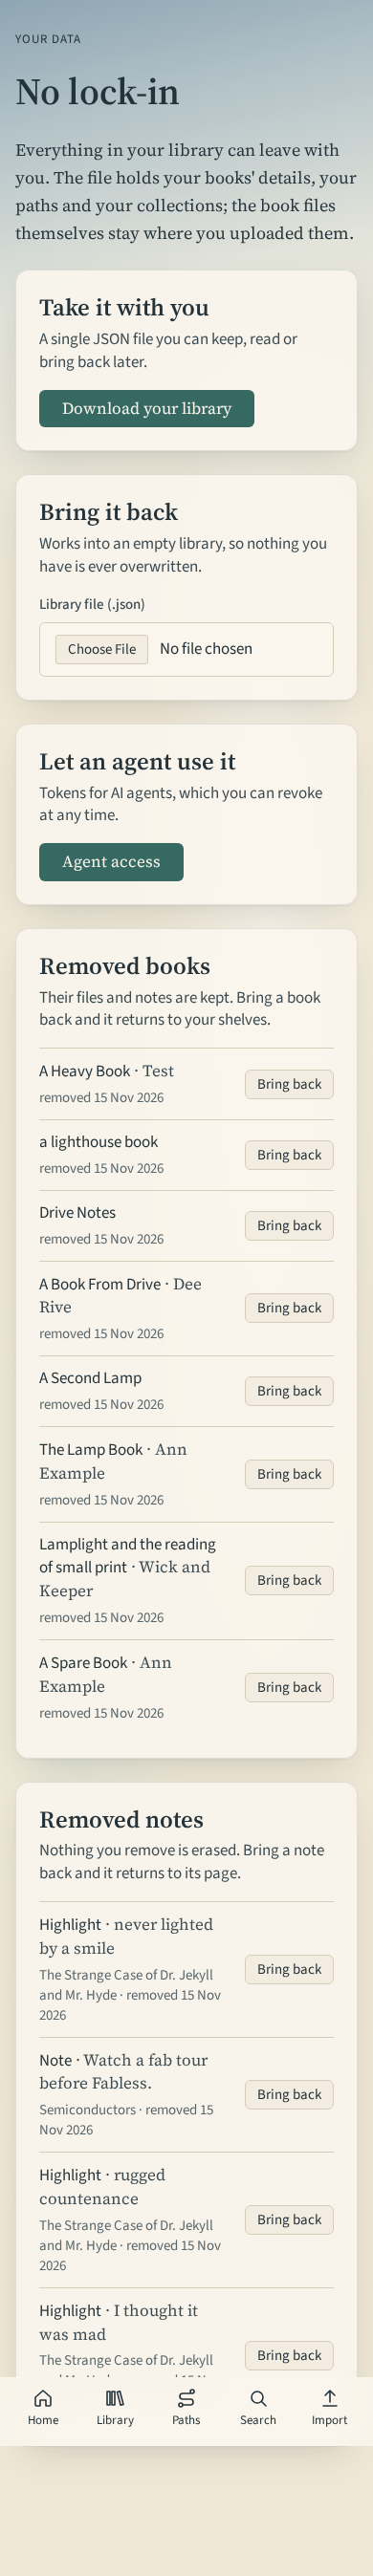 YOUR DATA
No lock-in
Everything in your library can leave with
you. The file holds your books' details, your
paths and your collections; the book files
themselves stay where you uploaded them.
Take it with you
A single JSON file you can keep, read or
bring back later.
Download your library
Bring it back
Works into an empty library, so nothing you
have is ever overwritten.
Library file (.json)
Choose File No file chosen
Let an agent use it
Tokens for AI agents, which you can revoke
at any time.
Agent access
Removed books
Their files and notes are kept. Bring a book
back and it returns to your shelves.
A Heavy Book · Test
removed 15 Nov 2026
Bring back
a lighthouse book
removed 15 Nov 2026
Bring back
Drive Notes
removed 15 Nov 2026
Bring back
A Book From Drive · Dee
Rive
removed 15 Nov 2026
Bring back
A Second Lamp
removed 15 Nov 2026
Bring back
The Lamp Book · Ann
Example
removed 15 Nov 2026
Bring back
Lamplight and the reading
of small print · Wick and
Keeper
removed 15 Nov 2026
Bring back
A Spare Book · Ann
Example
removed 15 Nov 2026
Bring back
Removed notes
Nothing you remove is erased. Bring a note
back and it returns to its page.
Highlight · never lighted
by a smile
The Strange Case of Dr. Jekyll
and Mr. Hyde · removed 15 Nov
2026
Bring back
Note · Watch a fab tour
before Fabless.
Semiconductors · removed 15
Nov 2026
Bring back
Highlight · rugged
countenance
The Strange Case of Dr. Jekyll
and Mr. Hyde · removed 15 Nov
2026
Bring back
Highlight · I thought it
was mad
The Strange Case of Dr. Jekyll
Bring back
Home Library Paths Search Import